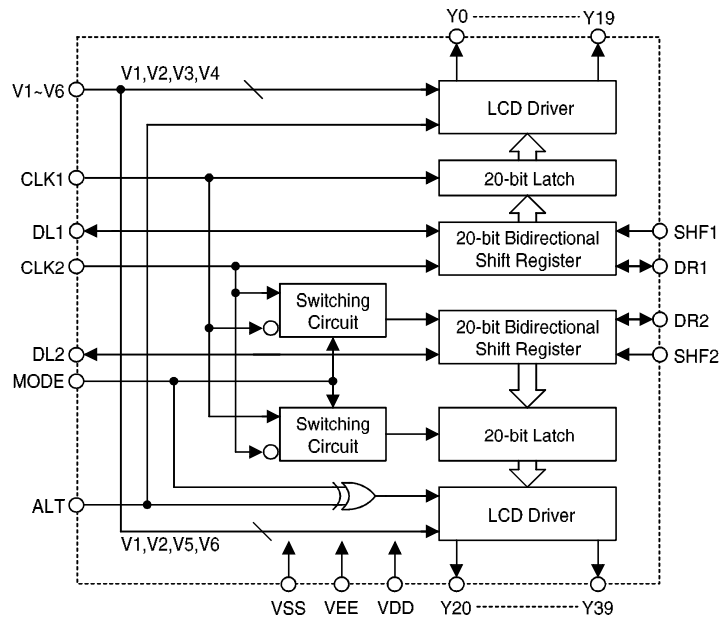 Y0
Y19
V1~V6
V1,V2,V3,V4
LCD Driver
CLK1
20-bit Latch
DL1
20-bit Bidirectional
Shift Register
SHF1
CLK2
DR1
Switching
Circuit
20-bit Bidirectional
Shift Register
DR2
DL2
SHF2
MODE
Switching
Circuit
20-bit Latch
ALT
LCD Driver
V1,V2,V5,V6
VSS
VEE
VDD
Y20
Y39